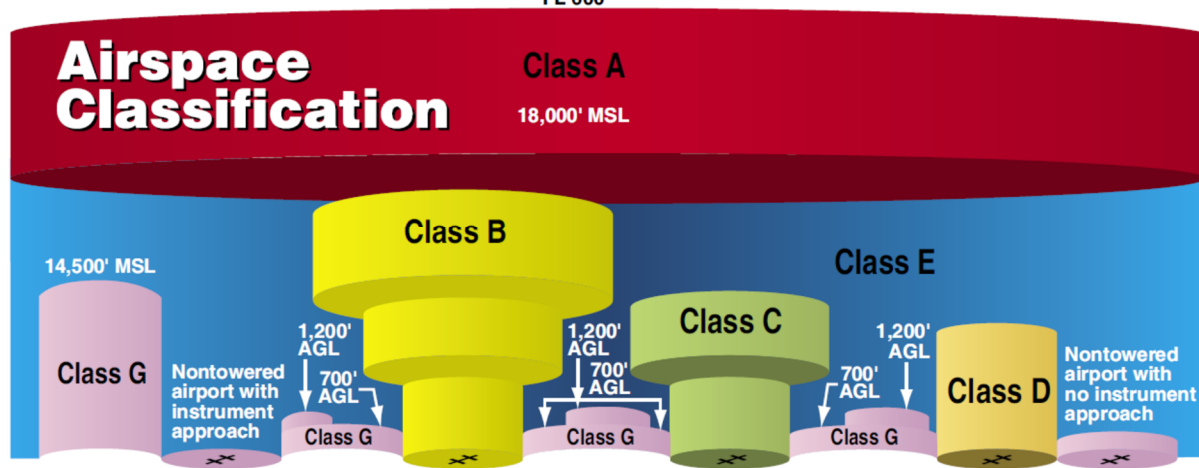 Airspace
Classification
Class A
18,000' MSL
Class B
Class E
14,500' MSL
Class C
1,200'
AGL
1,200'
AGL
1,200'
AGL
Class G
Nontowered
airport with
instrument
approach
700'
AGL
700'
AGL
700'
AGL
Class D
Nontowered
airport with
no instrument
approach
Class G
Class G
Class G